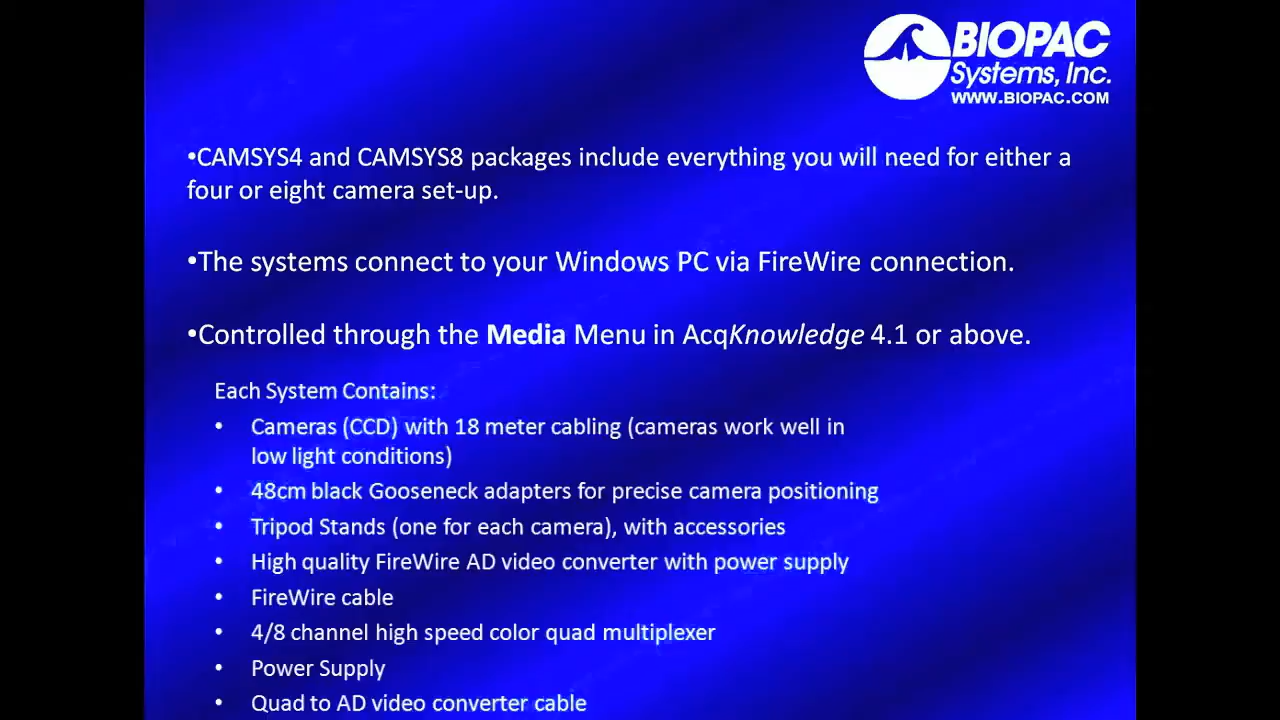 BIOPAC
Systems, Inc.
WWW.BIOPAC.COM
•CAMSYS4 and CAMSYS8 packages include everything you will need for either a
four or eight camera set-up.
•The systems connect to your Windows PC via FireWire connection.
•Controlled through the Media Menu in AcqKnowledge 4.1 or above.
Each System Contains:
• Cameras (CCD) with 18 meter cabling (cameras work well in
low light conditions)
• 48cm black Gooseneck adapters for precise camera positioning
• Tripod Stands (one for each camera), with accessories
• High quality FireWire AD video converter with power supply
• FireWire cable
• 4/8 channel high speed color quad multiplexer
• Power Supply
• Quad to AD video converter cable